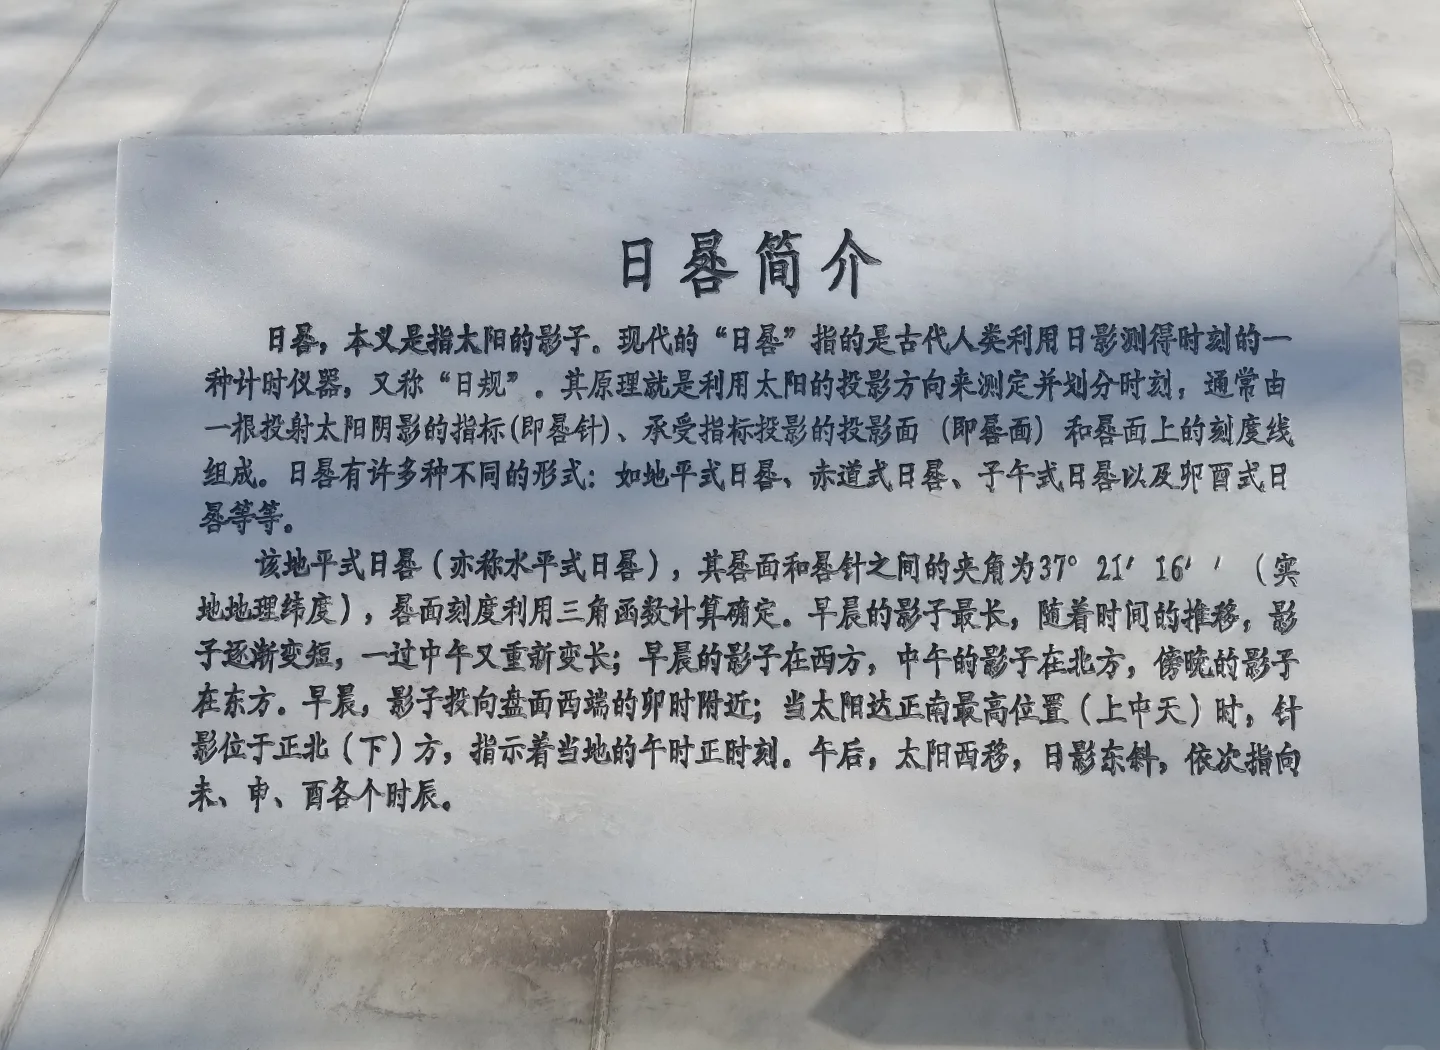 日晷简介
日晷，本义是指太阳的影子。现代的“日晷”指的是古代人类利用日影测得时刻的一
种计时仪器，又称“日规”。其原理就是利用太阳的投影方向来测定并划分时刻，通常由
一根投射太阳阴影的指标(即晷针)、承受指标投影的投影面（即晷面）和晷面上的刻度线
组成。日晷有许多种不同的形式：如地平式日晷、赤道式日晷、子午式日晷以及卯酉式日
晷等等。
该地平式日晷（亦称水平式日晷），其晷面和晷针之间的夹角为37° 21′ 16′ ′ （实
地地理纬度），晷面刻度利用三角函数计算确定。早晨的影子最长，随着时间的推移，影
子逐渐变短，一过中午又重新变长；早晨的影子在西方，中午的影子在北方，傍晚的影子
在东方。早晨，影子投向盘面西端的卯时附近；当太阳达正南最高位置（上中天）时，针
影位于正北（下）方，指示着当地的午时正时刻。午后，太阳西移，日影东斜，依次指向
未、申、酉各个时辰。